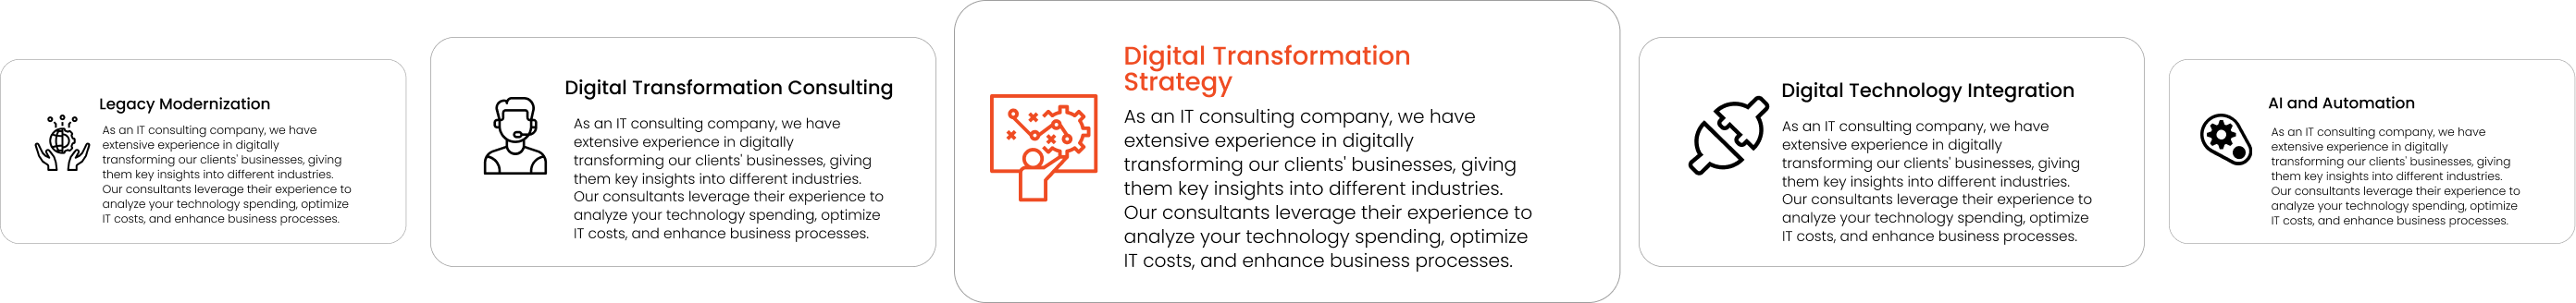 Legacy Modernization
As an IT consulting company, we have
extensive experience in digitally
transforming our clients' businesses, giving
them key insights into different industries.
Our consultants leverage their experience to
analyze your technology spending, optimize
IT costs, and enhance business processes.
Digital Transformation Consulting
As an IT consulting company, we have
extensive experience in digitally
transforming our clients' businesses, giving
them key insights into different industries.
Our consultants leverage their experience to
analyze your technology spending, optimize
IT costs, and enhance business processes.
Digital Transformation
Strategy
As an IT consulting company, we have
extensive experience in digitally
transforming our clients' businesses, giving
them key insights into different industries.
Our consultants leverage their experience to
analyze your technology spending, optimize
IT costs, and enhance business processes.
Digital Technology Integration
As an IT consulting company, we have
extensive experience in digitally
transforming our clients' businesses, giving
them key insights into different industries.
Our consultants leverage their experience to
analyze your technology spending, optimize
IT costs, and enhance business processes.
AI and Automation
As an IT consulting company, we have
extensive experience in digitally
transforming our clients' businesses, giving
them key insights into different industries.
Our consultants leverage their experience to
analyze your technology spending, optimize
IT costs, and enhance business processes.